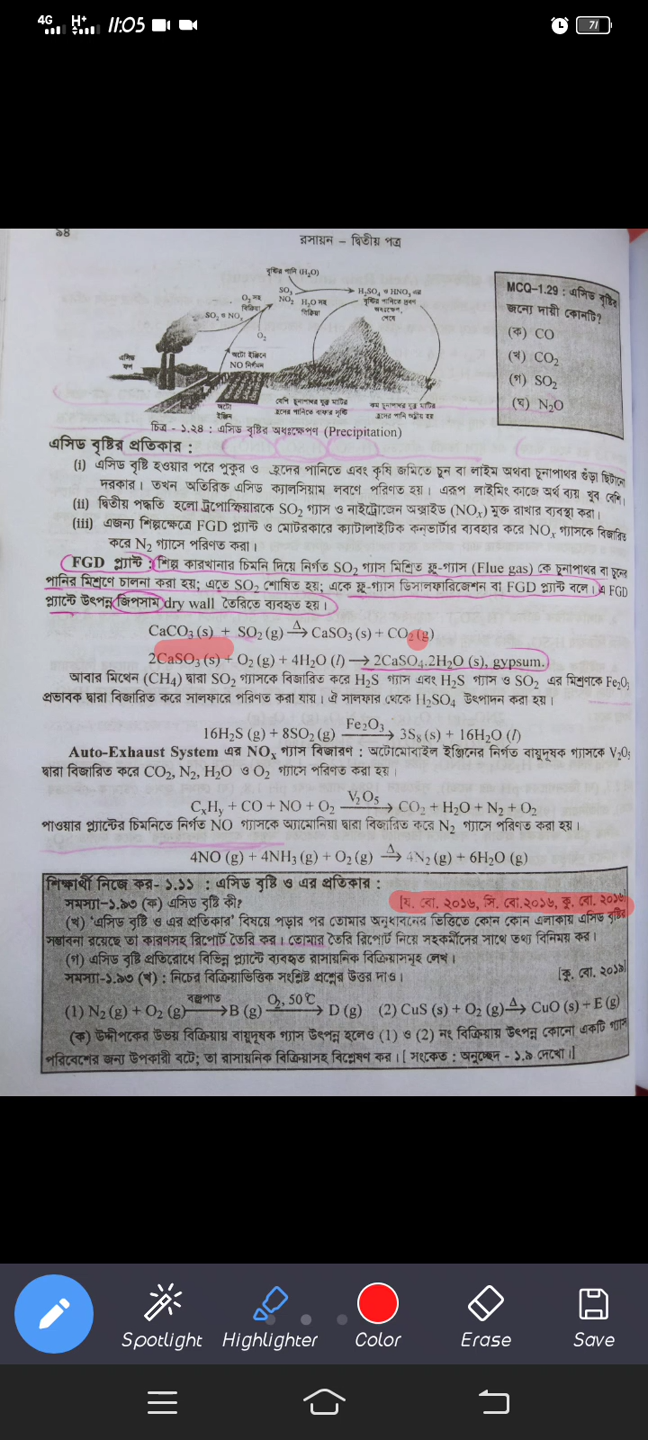 4G H+ 11:05 71
৯৪
রসায়ন – দ্বিতীয় পত্র
বৃষ্টির পানি (H₂O)
SO₃
NO₂
H₂O সহ
বিক্রিয়া
H₂SO₄ ও HNO₃ এর
বৃষ্টির পানিতে দ্রবণ
অধঃক্ষেপণ,
শেষে
O₂ সহ
বিক্রিয়া
SO₂ ও NOₓ
O₂
এসিড
ফল
অটো ইঞ্জিনে
NO নির্গমন
অটো
ইঞ্জিন
বেশি চুনাপাথর যুক্ত মাটির
হ্রদের পানিতে বাফার সৃষ্টি
কম চুনাপাথর যুক্ত মাটির
হ্রদের পানি অম্লীয় হয়
চিত্র - ১.২৪ : এসিড বৃষ্টির অধঃক্ষেপণ (Precipitation)
MCQ-1.29 : এসিড বৃষ্টির
জন্যে দায়ী কোনটি?
(ক) CO
(খ) CO₂
(গ) SO₂
(ঘ) N₂O
এসিড বৃষ্টির প্রতিকার :
(i) এসিড বৃষ্টি হওয়ার পরে পুকুর ও হ্রদের পানিতে এবং কৃষি জমিতে চুন বা লাইম অথবা চুনাপাথর গুঁড়া ছিটানো
দরকার। তখন অতিরিক্ত এসিড ক্যালসিয়াম লবণে পরিণত হয়। এরূপ লাইমিং কাজে অর্থ ব্যয় খুব বেশি।
(ii) দ্বিতীয় পদ্ধতি হলো ট্রপোস্ফিয়ারকে SO₂ গ্যাস ও নাইট্রোজেন অক্সাইড (NOₓ) মুক্ত রাখার ব্যবস্থা করা।
(iii) এজন্য শিল্পক্ষেত্রে FGD প্ল্যান্ট ও মোটরকারে ক্যাটালাইটিক কনভার্টার ব্যবহার করে NOₓ গ্যাসকে বিজারিত
করে N₂ গ্যাসে পরিণত করা।
FGD প্ল্যান্ট : শিল্প কারখানার চিমনি দিয়ে নির্গত SO₂ গ্যাস মিশ্রিত ফ্লু-গ্যাস (Flue gas) কে চুনাপাথর বা চুনের
পানির মিশ্রণে চালনা করা হয়; এতে SO₂ শোষিত হয়; একে ফ্লু-গ্যাস ডিসালফারিজেশন বা FGD প্ল্যান্ট বলে। এ FGD
প্ল্যান্টে উৎপন্ন জিপসাম dry wall তৈরিতে ব্যবহৃত হয়।
CaCO₃ (s) + SO₂ (g) →Δ CaSO₃ (s) + CO₂ (g)
2CaSO₃ (s) + O₂ (g) + 4H₂O (l) → 2CaSO₄.2H₂O (s), gypsum.
আবার মিথেন (CH₄) দ্বারা SO₂ গ্যাসকে বিজারিত করে H₂S গ্যাস এবং H₂S গ্যাস ও SO₂ এর মিশ্রণকে Fe₂O₃
প্রভাবক দ্বারা বিজারিত করে সালফারে পরিণত করা যায়। ঐ সালফার থেকে H₂SO₄ উৎপাদন করা হয়।
16H₂S (g) + 8SO₂ (g) →Fe₂O₃ 3S₈ (s) + 16H₂O (l)
Auto-Exhaust System এর NOₓ গ্যাস বিজারণ : অটোমোবাইল ইঞ্জিনের নির্গত বায়ুদূষক গ্যাসকে V₂O₅
দ্বারা বিজারিত করে CO₂, N₂, H₂O ও O₂ গ্যাসে পরিণত করা হয়।
CₓHᵧ + CO + NO + O₂ →V₂O₅ CO₂ + H₂O + N₂ + O₂
পাওয়ার প্ল্যান্টের চিমনিতে নির্গত NO গ্যাসকে অ্যামোনিয়া দ্বারা বিজারিত করে N₂ গ্যাসে পরিণত করা হয়।
4NO (g) + 4NH₃ (g) + O₂ (g) →Δ 4N₂ (g) + 6H₂O (g)
শিক্ষার্থী নিজে কর- ১.১১ : এসিড বৃষ্টি ও এর প্রতিকার :
সমস্যা-১.৯৩ (ক) এসিড বৃষ্টি কী? [য. বো. ২০১৬, সি. বো.২০১৬, কু. বো. ২০১৬]
(খ) 'এসিড বৃষ্টি ও এর প্রতিকার' বিষয়ে পড়ার পর তোমার অনুধাবনের ভিত্তিতে কোন কোন এলাকায় এসিড বৃষ্টির
সম্ভাবনা রয়েছে তা কারণসহ রিপোর্ট তৈরি কর। তোমার তৈরি রিপোর্ট নিয়ে সহকর্মীদের সাথে তথ্য বিনিময় কর।
(গ) এসিড বৃষ্টি প্রতিরোধে বিভিন্ন প্ল্যান্টে ব্যবহৃত রাসায়নিক বিক্রিয়াসমূহ লেখ।
সমস্যা-১.৯৩ (খ) : নিচের বিক্রিয়াভিত্তিক সংশ্লিষ্ট প্রশ্নের উত্তর দাও। [কু. বো. ২০১৯]
(1) N₂ (g) + O₂ (g) →বজ্রপাত B (g) →O₂, 50℃ D (g) (2) CuS (s) + O₂ (g) →Δ CuO (s) + E (g)
(ক) উদ্দীপকের উভয় বিক্রিয়ায় বায়ুদূষক গ্যাস উৎপন্ন হলেও (1) ও (2) নং বিক্রিয়ায় উৎপন্ন কোনো একটি গ্যাস
পরিবেশের জন্য উপকারী বটে; তা রাসায়নিক বিক্রিয়াসহ বিশ্লেষণ কর। [ সংকেত : অনুচ্ছেদ - ১.৯ দেখো।]
Spotlight Highlighter Color Erase Save